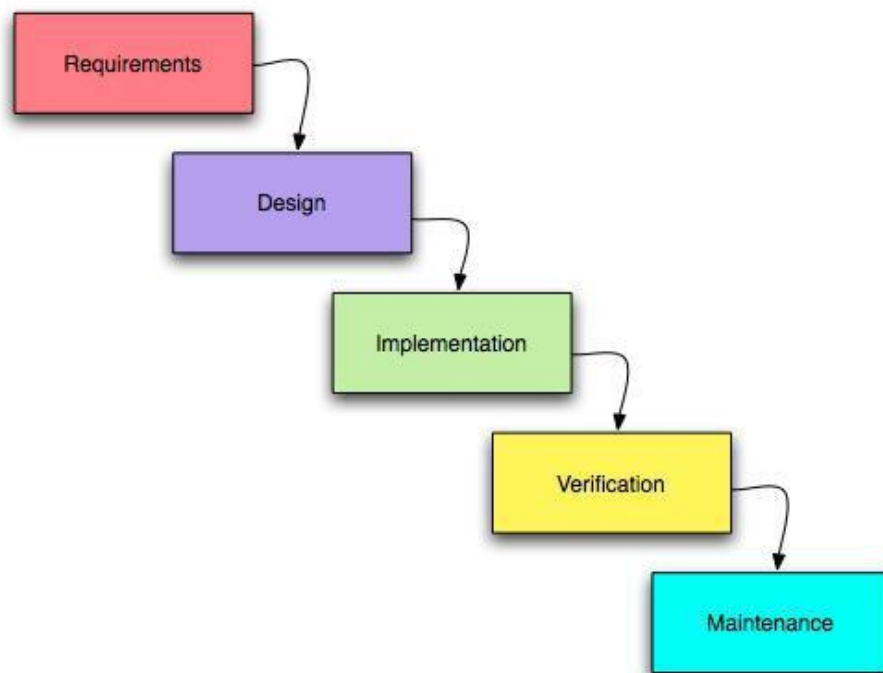 Requirements
Design
Implementation
Verification
Maintenance